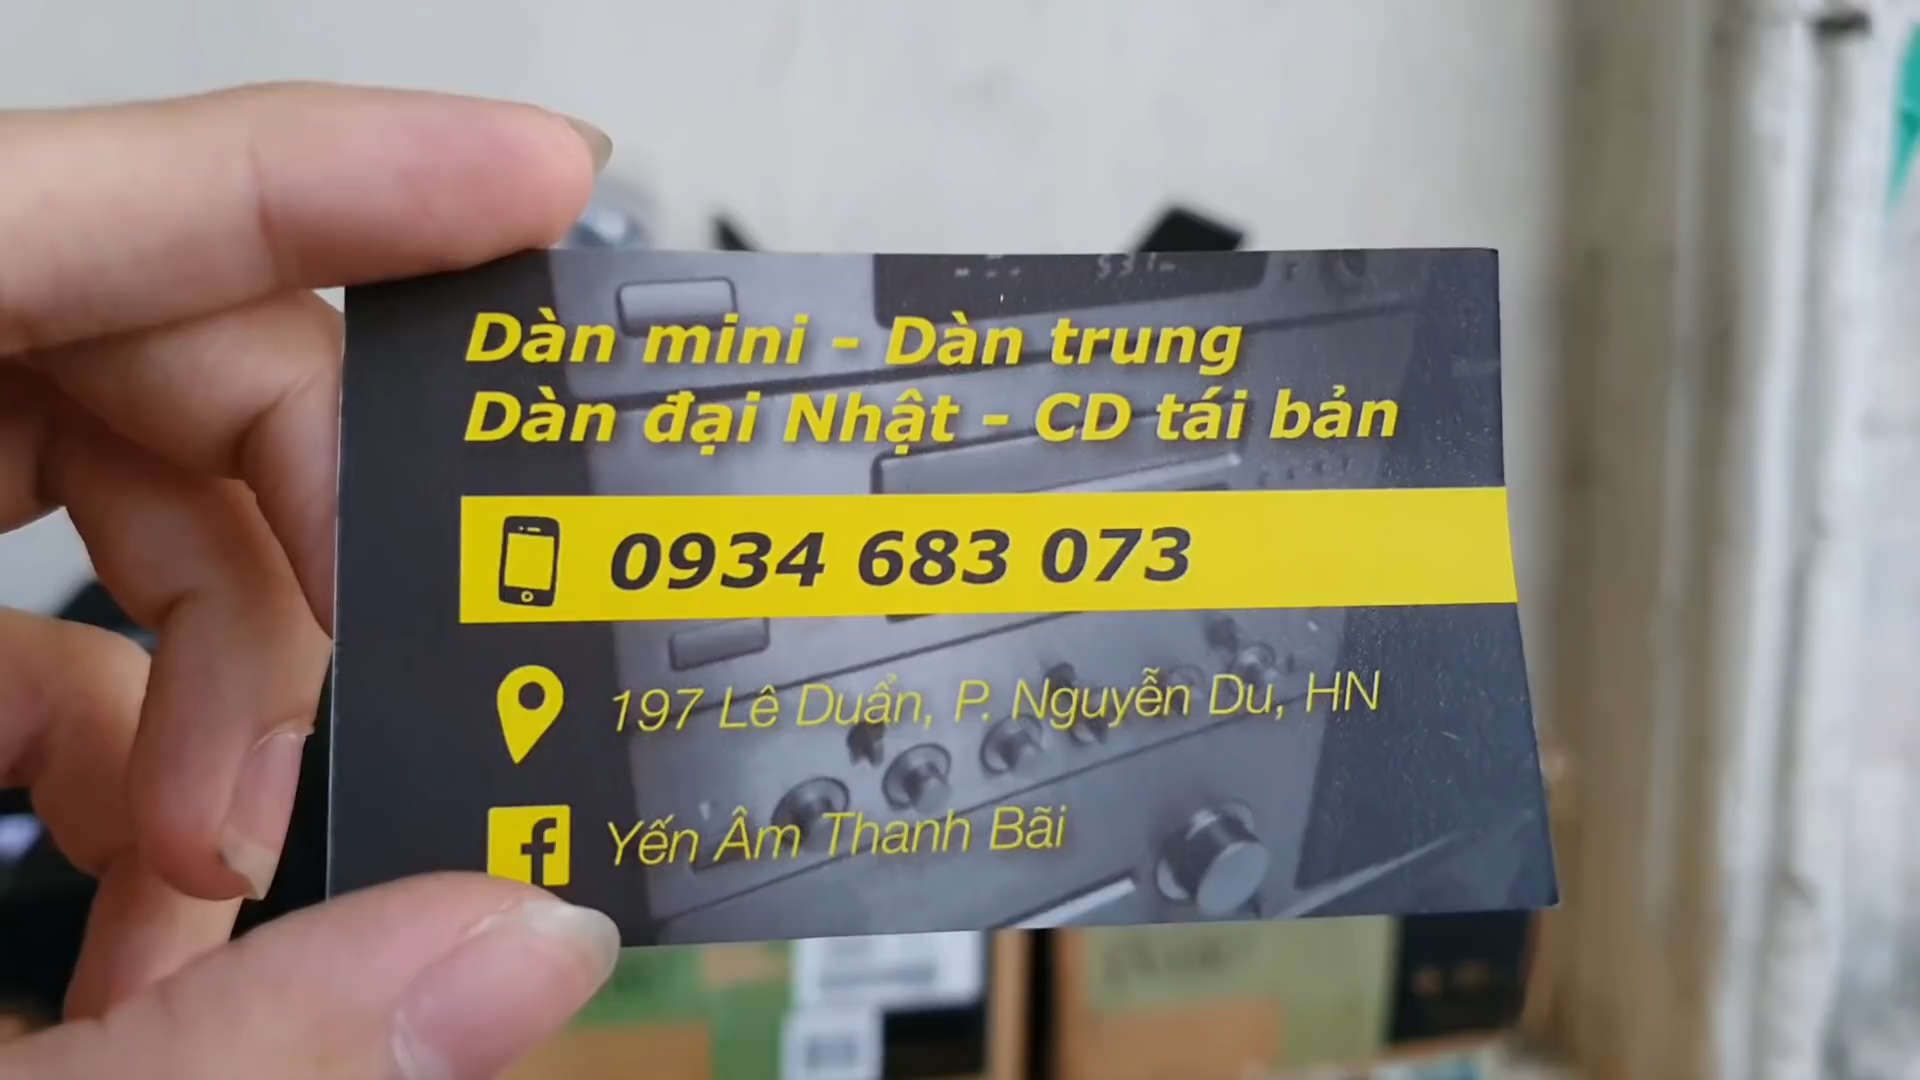 Dàn mini - Dàn trung
Dàn đại Nhật - CD tái bản
0934 683 073
197 Lê Duẩn, P. Nguyễn Du, HN
Yến Âm Thanh Bãi